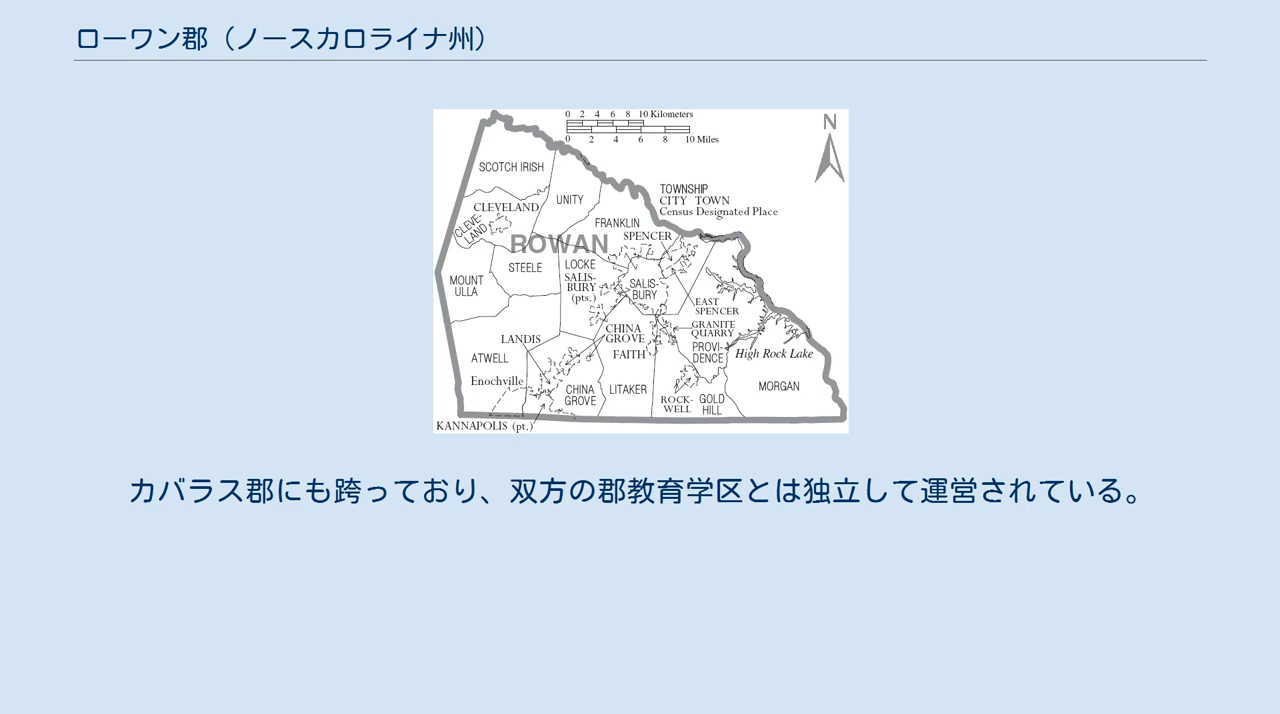 ローワン郡（ノースカロライナ州）
0 2 4 6 8 10 Kilometers
0 2 4 6 8 10 Miles
N
SCOTCH IRISH
TOWNSHIP
CITY TOWN
Census Designated Place
UNITY
CLEVELAND
CLEVE-
LAND
FRANKLIN
SPENCER
ROWAN
STEELE
LOCKE
SALIS-
BURY
(pts.)
SALIS-
BURY
MOUNT
ULLA
EAST
SPENCER
GRANITE
QUARRY
LANDIS
CHINA
GROVE
FAITH
PROVI-
DENCE
High Rock Lake
ATWELL
Enochville
CHINA
GROVE
LITAKER
ROCK-
WELL
GOLD
HILL
MORGAN
KANNAPOLIS (pt.)
カバラス郡にも跨っており、双方の郡教育学区とは独立して運営されている。